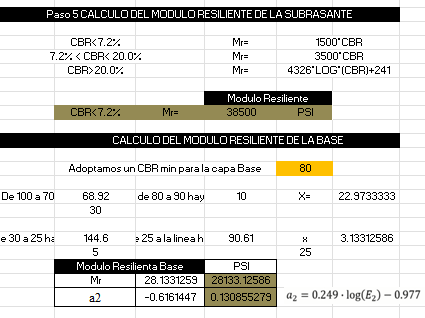 Paso 5 CALCULO DEL MODULO RESILIENTE DE LA SUBRASANTE
CBR<7.2% Mr= 1500*CBR
7.2% < CBR< 20.0% Mr= 3500*CBR
CBR>20.0% Mr= 4326*LOG*(CBR)+241
Modulo Resiliente
CBR<7.2% Mr= 38500 PSI
CALCULO DEL MODULO RESILIENTE DE LA BASE
Adoptamos un CBR min para la capa Base 80
De 100 a 70 68.92 de 80 a 90 hay 10 X= 22.9733333
30
e 30 a 25 ha 144.6 e 25 a la linea h 90.61 x 3.13312586
5 25
Modulo Resilienta Base PSI
Mr 28.1331259 28133.12586
a2 -0.6161447 0.130855279 a₂ = 0.249 · log(E₂) − 0.977